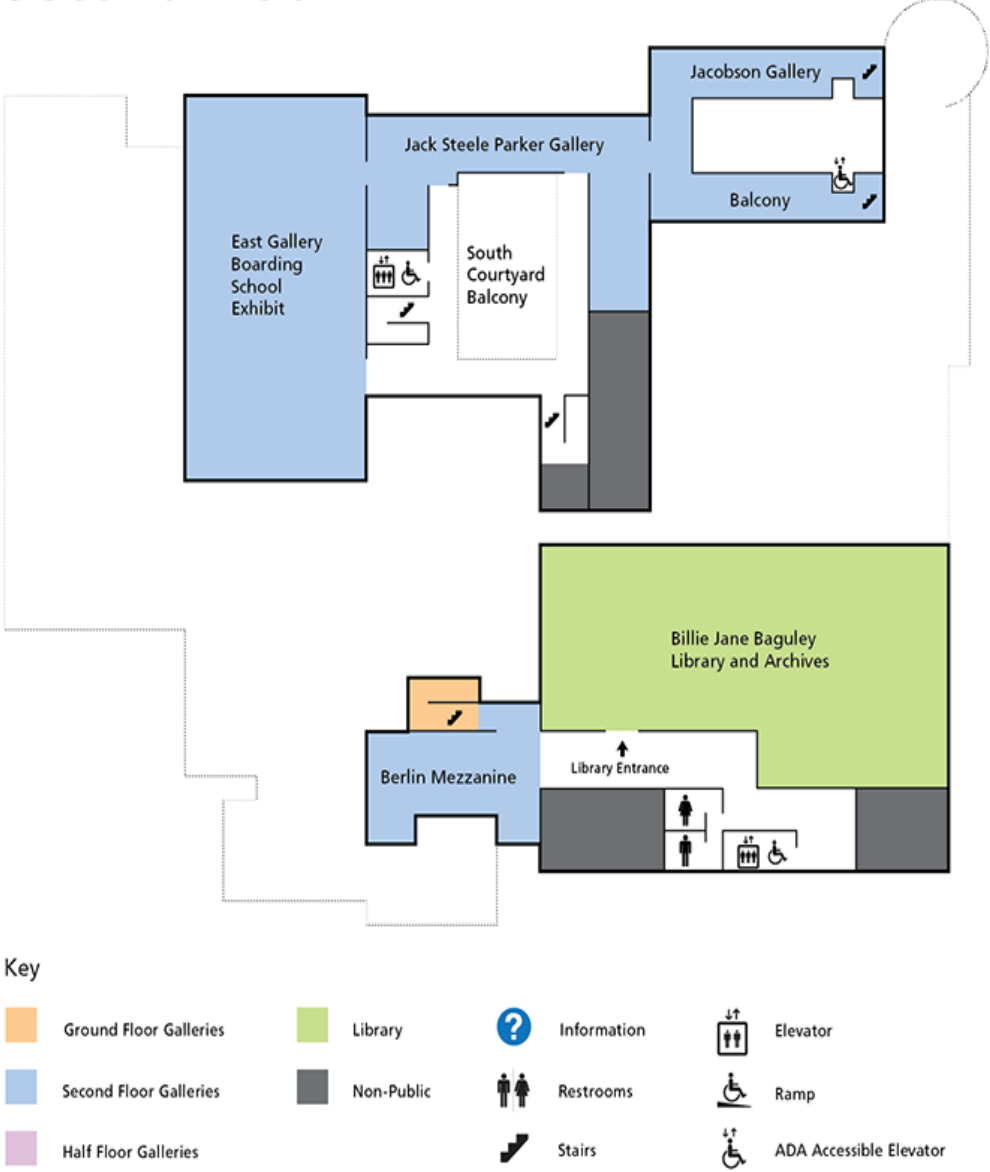 Jacobson Gallery
Jack Steele Parker Gallery
Balcony
East Gallery
Boarding
School
Exhibit
South
Courtyard
Balcony
Billie Jane Baguley
Library and Archives
Library Entrance
Berlin Mezzanine
Key
Ground Floor Galleries
Library
?
Information
Elevator
Second Floor Galleries
Non-Public
Restrooms
Ramp
Half Floor Galleries
Stairs
ADA Accessible Elevator